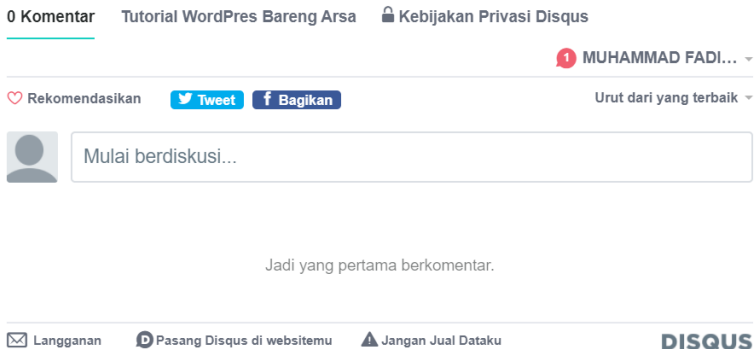 0 Komentar Tutorial WordPres Bareng Arsa Kebijakan Privasi Disqus
1 MUHAMMAD FADI...
Rekomendasikan Tweet f Bagikan Urut dari yang terbaik
Mulai berdiskusi...
Jadi yang pertama berkomentar.
Langganan D Pasang Disqus di websitemu Jangan Jual Dataku DISQUS